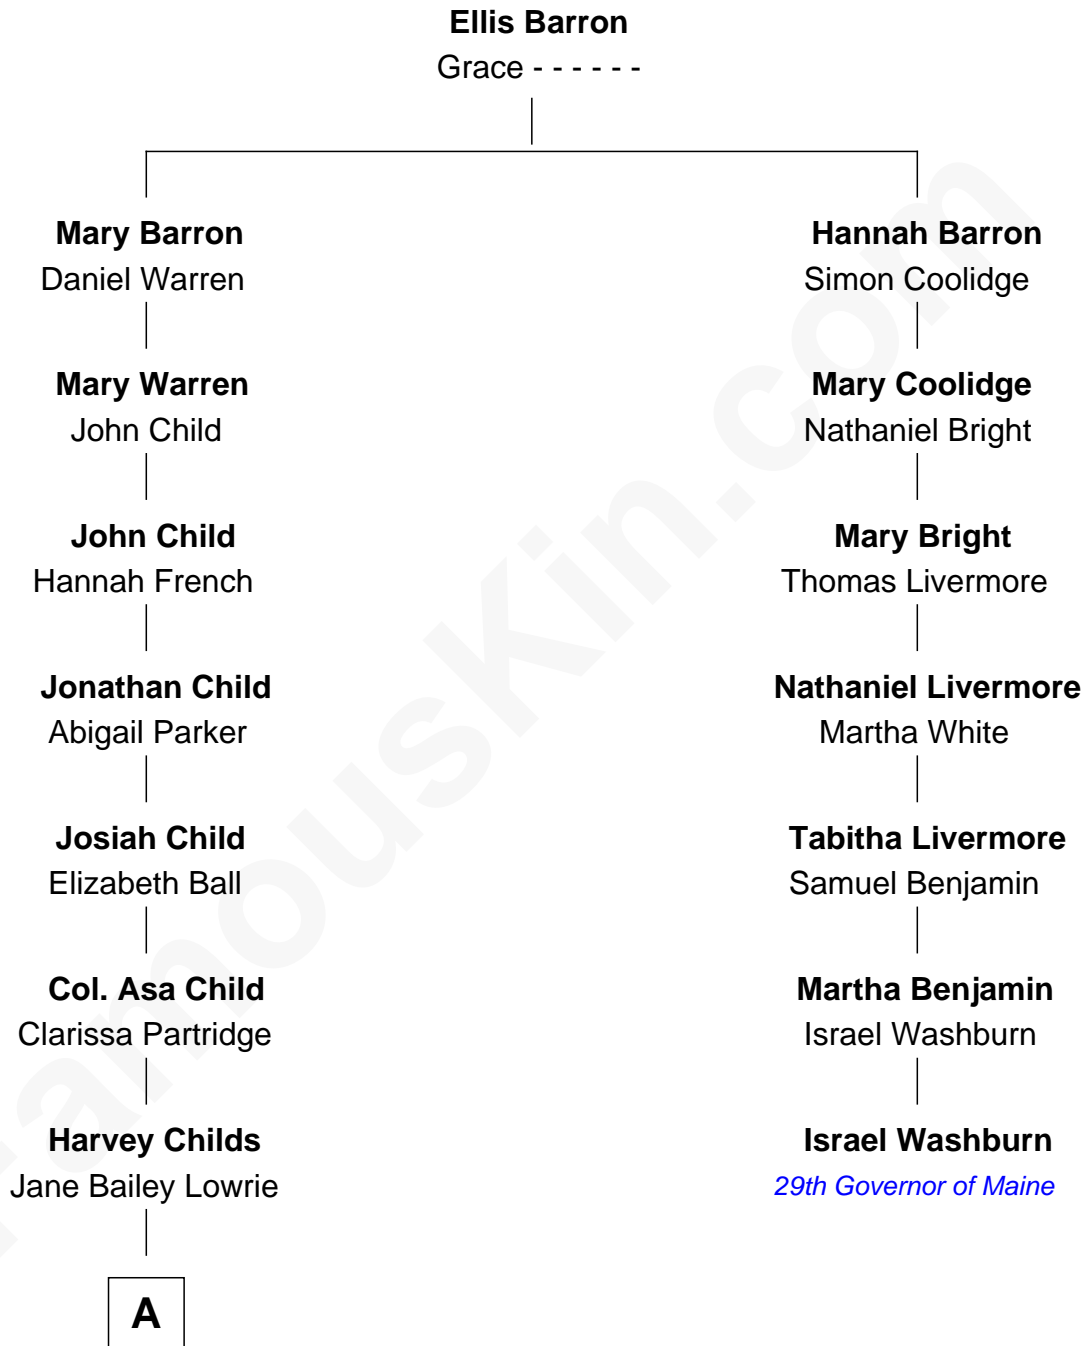 Ellis Barron
Grace - - - - - -
Mary Barron
Daniel Warren
Hannah Barron
Simon Coolidge
Mary Warren
John Child
Mary Coolidge
Nathaniel Bright
John Child
Hannah French
Mary Bright
Thomas Livermore
Jonathan Child
Abigail Parker
Nathaniel Livermore
Martha White
Josiah Child
Elizabeth Ball
Tabitha Livermore
Samuel Benjamin
Col. Asa Child
Clarissa Partridge
Martha Benjamin
Israel Washburn
Harvey Childs
Jane Bailey Lowrie
Israel Washburn
29th Governor of Maine
A
FamousKin.com